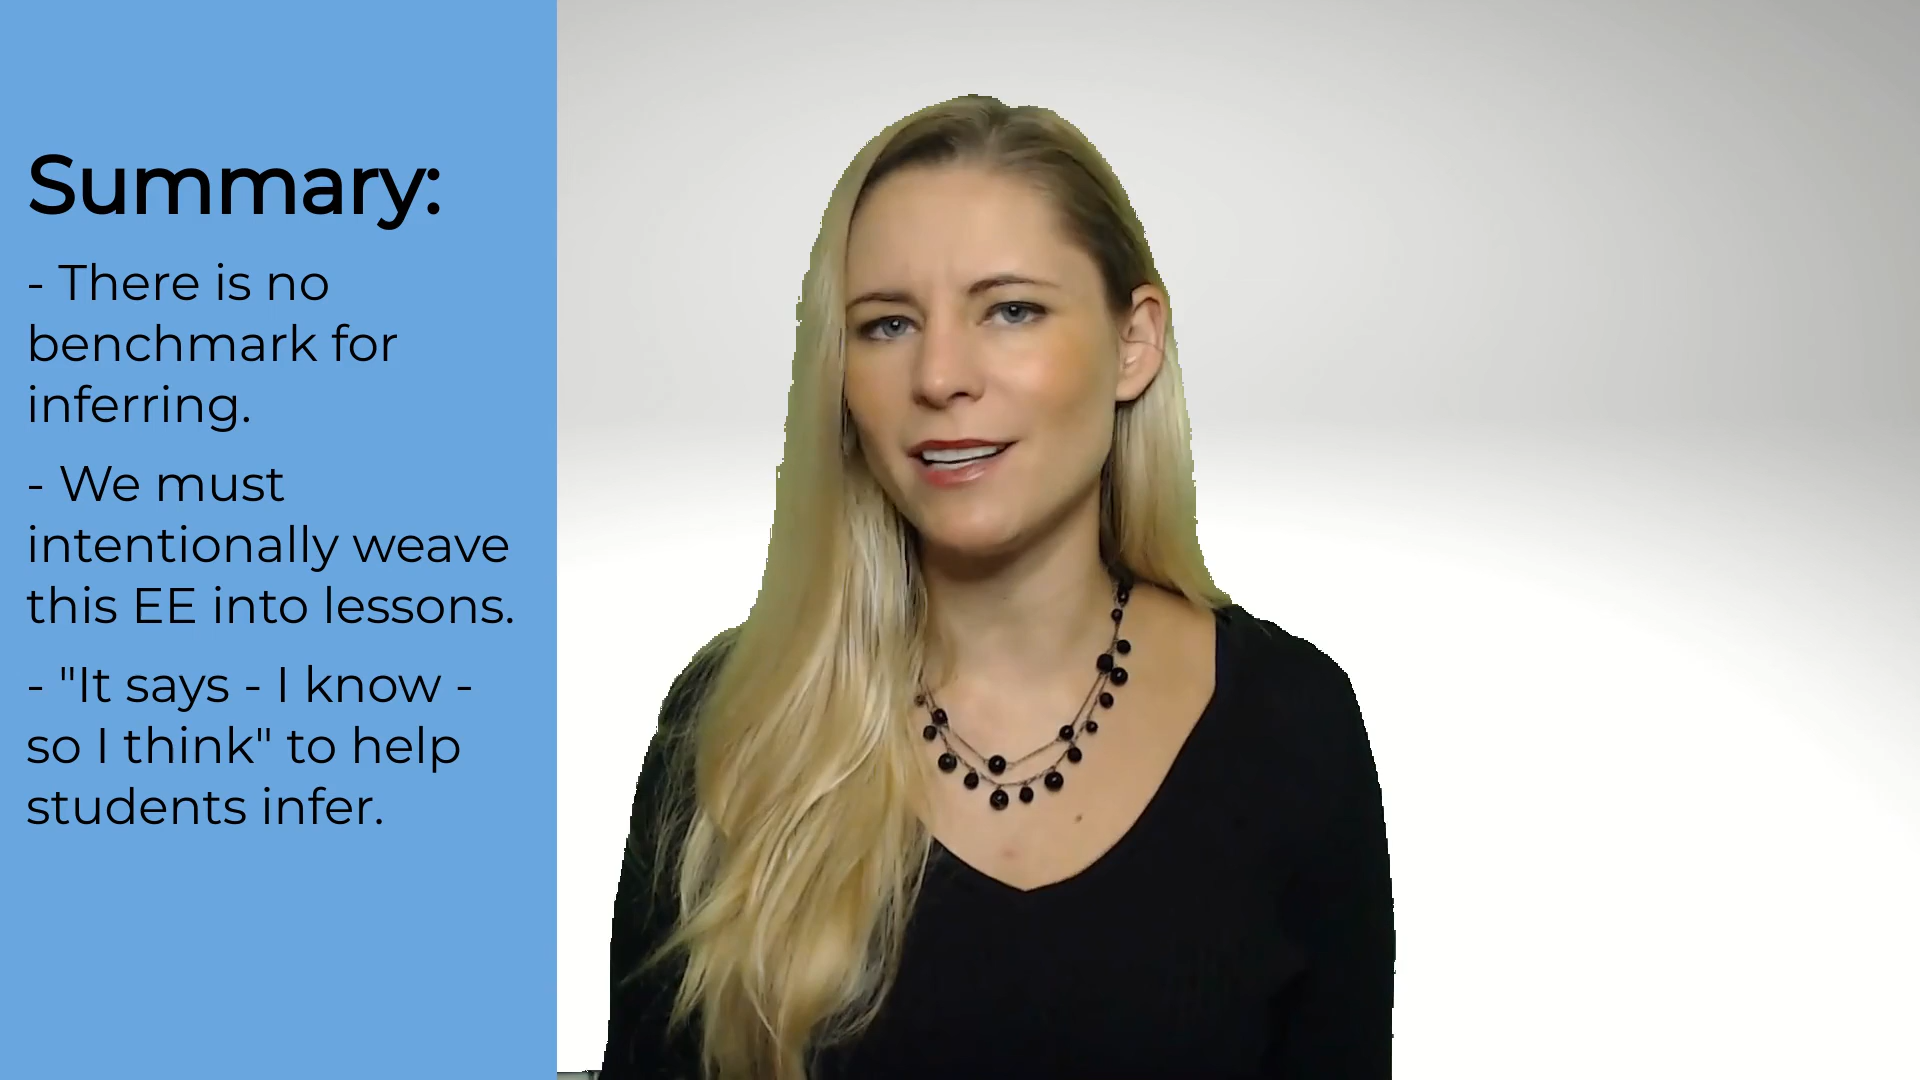 Summary:
- There is no
benchmark for
inferring.
- We must
intentionally weave
this EE into lessons.
- "It says - I know -
so I think" to help
students infer.